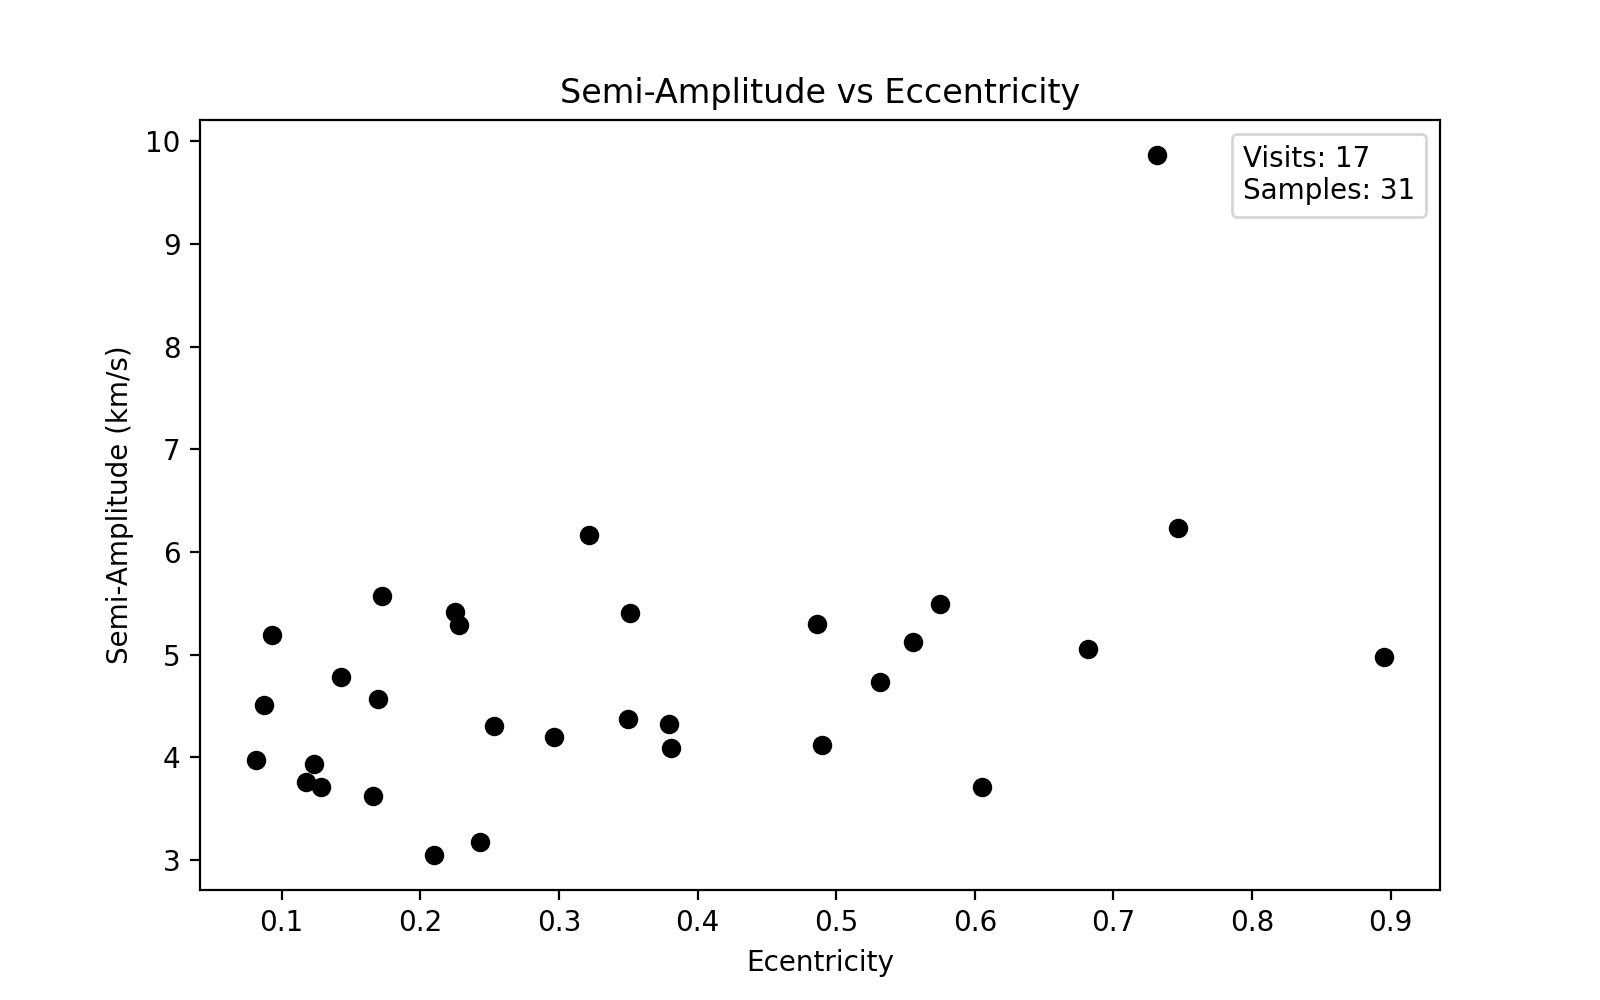 Semi-Amplitude vs Eccentricity
Visits: 17
Samples: 31
Semi-Amplitude (km/s)
10
9
8
7
6
5
4
3
0.1 0.2 0.3 0.4 0.5 0.6 0.7 0.8 0.9
Ecentricity